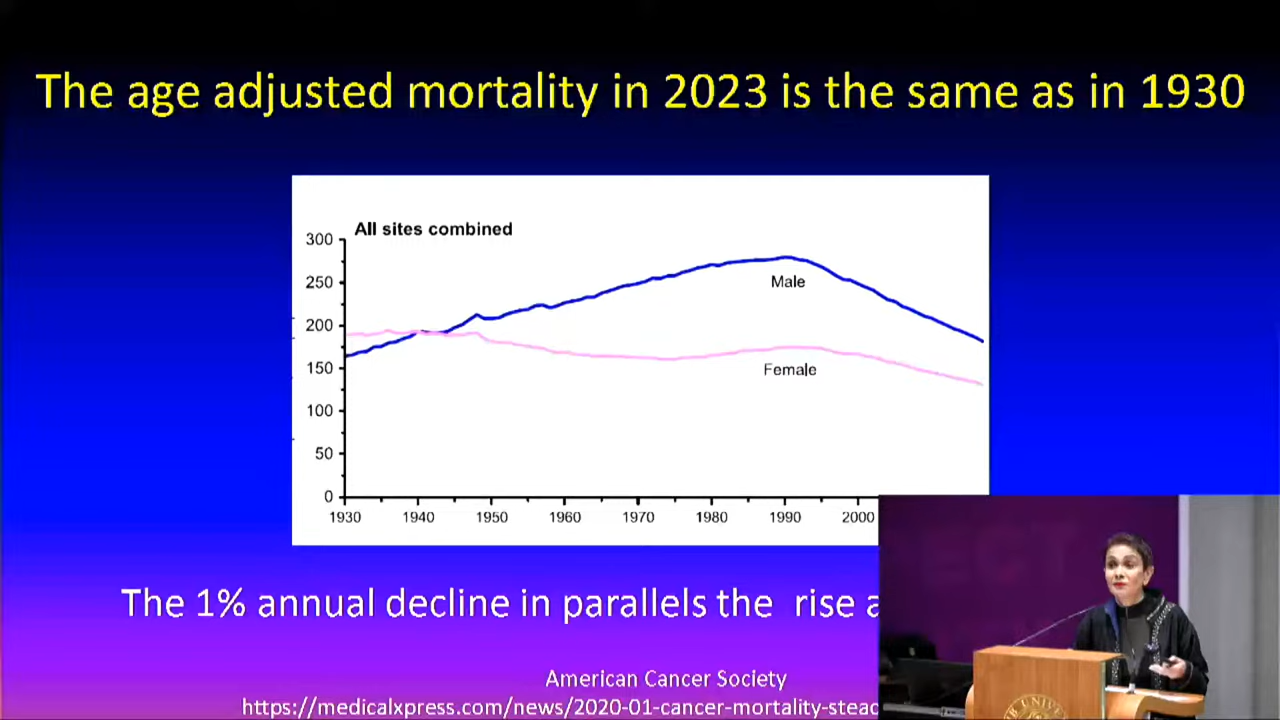 The age adjusted mortality in 2023 is the same as in 1930
All sites combined
300
250
200
150
100
50
0
Male
Female
1930 1940 1950 1960 1970 1980 1990 2000
The 1% annual decline in parallels the rise
American Cancer Society
https://medicalxpress.com/news/2020-01-cancer-mortality-stead